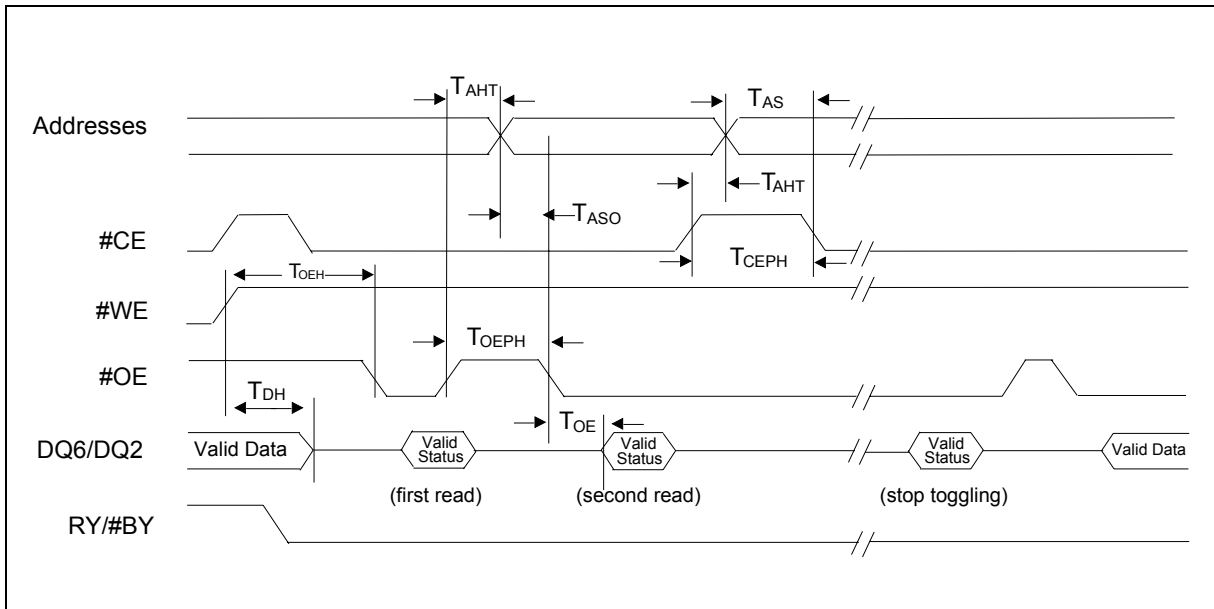 TAHT
TAS
Addresses
TAHT
TASO
#CE
TCEPH
TOEH
#WE
TOEPH
#OE
TDH
TOE
DQ6/DQ2
Valid Data
Valid
Status
Valid
Status
Valid
Status
Valid Data
(first read)
(second read)
(stop toggling)
RY/#BY